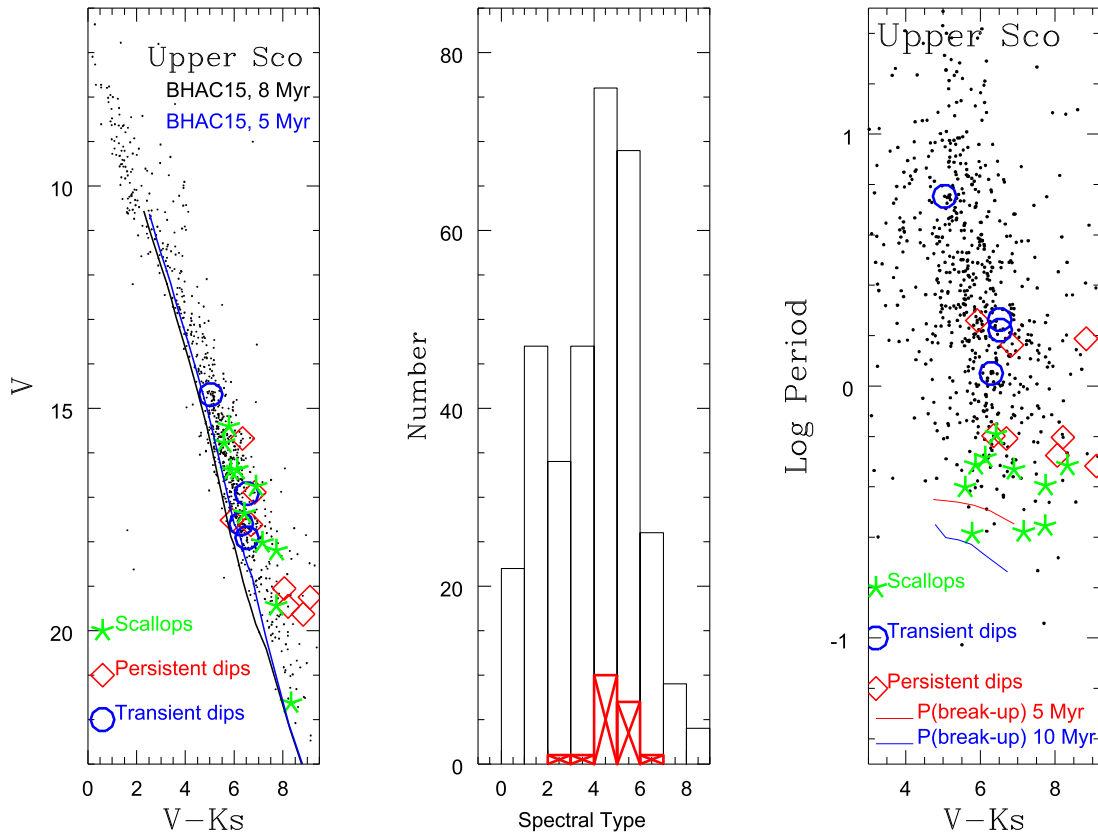 Upper Sco
BHAC15, 8 Myr
BHAC15, 5 Myr
10
15
20
V
Scallops
Persistent dips
Transient dips
0 2 4 6 8
V-Ks
80
60
40
20
0
Number
0 2 4 6 8
Spectral Type
Upper Sco
1
0
-1
Log Period
Scallops
Transient dips
Persistent dips
P(break-up) 5 Myr
P(break-up) 10 Myr
4 6 8
V-Ks